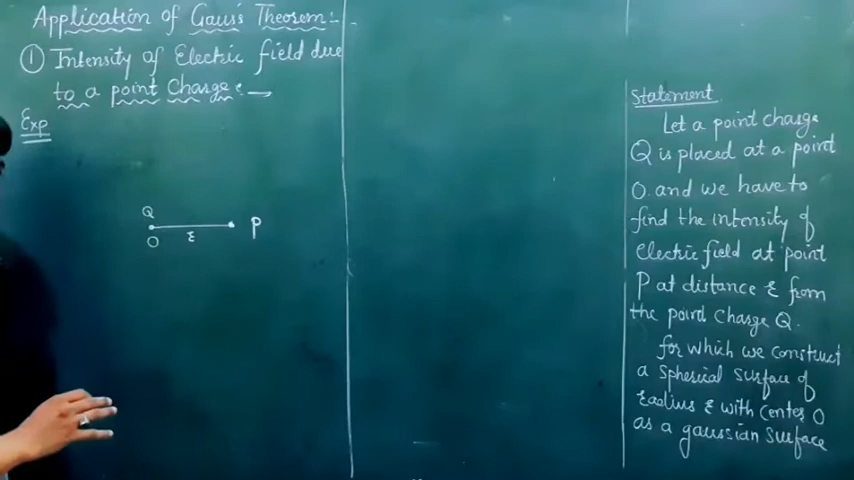 Application of Gauss Theorem:-
① Intensity of Electric field due
to a point Charge :→
Exp
Q
O r P
Statement
Let a point charge
Q is placed at a point
O. and we have to
find the intensity of
Electric field at point
P at distance r from
the point charge Q.
for which we construct
a Spherical Surface of
radius r with Center O
as a gaussian surface